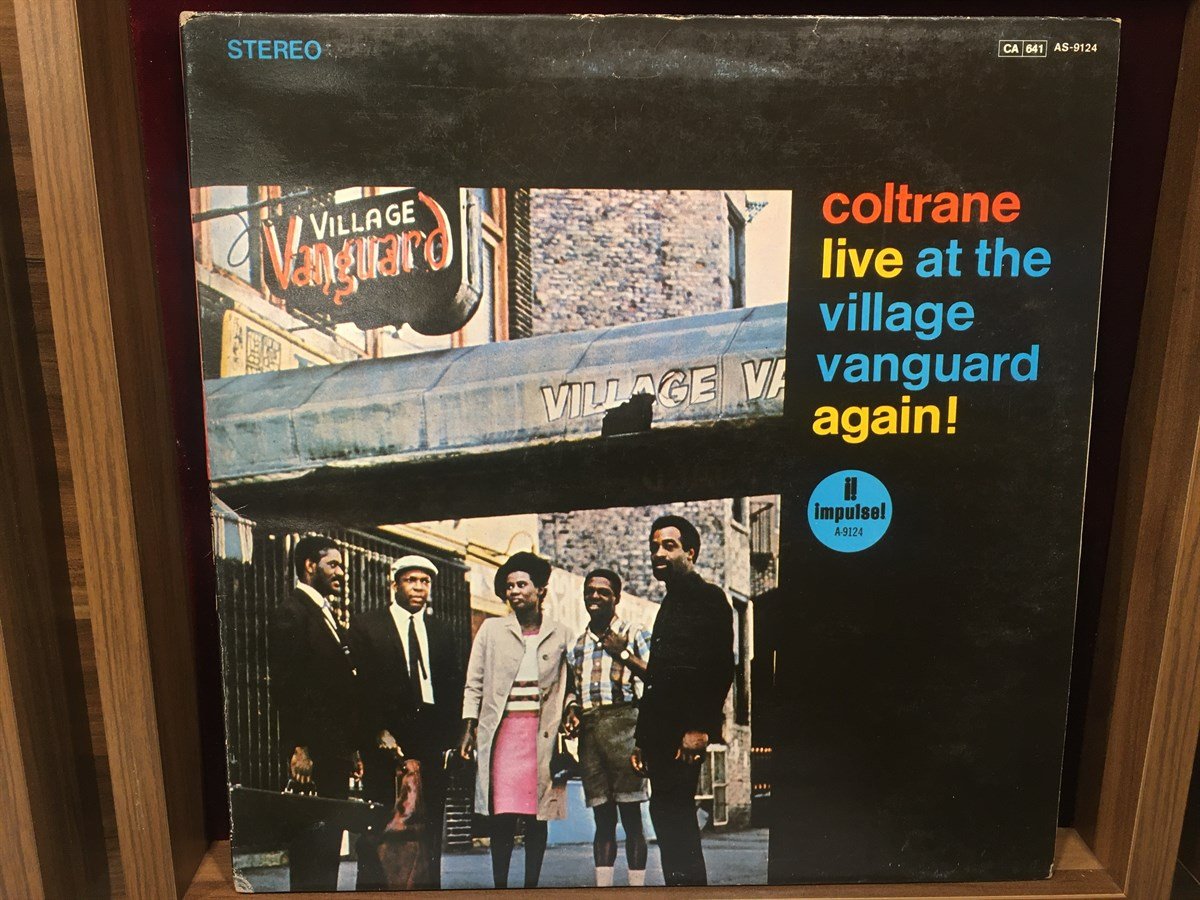 STEREO
CA 641 AS-9124
VILLAGE
Vanguard
VILLAGE VA
coltrane
live at the
village
vanguard
again!
i!
impulse!
A-9124